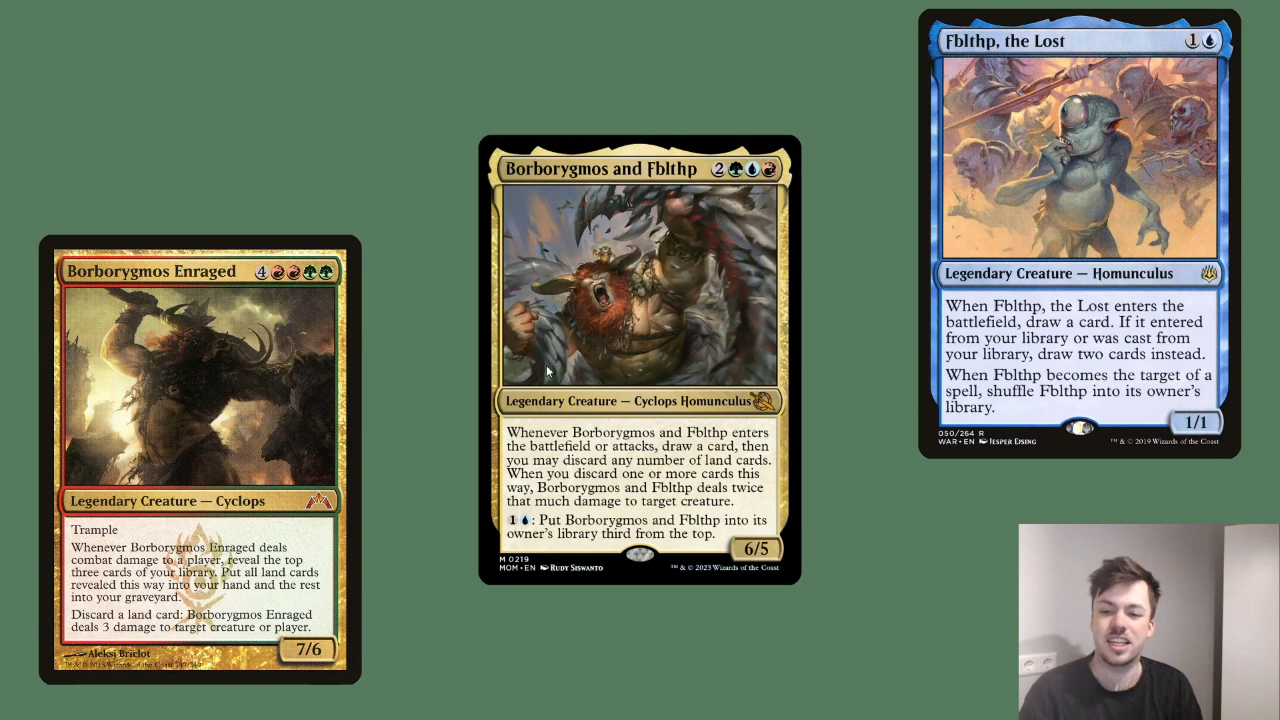 Borborygmos Enraged 4
Legendary Creature — Cyclops
Trample
Whenever Borborygmos Enraged deals
combat damage to a player, reveal the top
three cards of your library. Put all land cards
revealed this way into your hand and the rest
into your graveyard.
Discard a land card: Borborygmos Enraged
deals 3 damage to target creature or player.
7/6
Aleksi Briclot
Borborygmos and Fblthp 2
Legendary Creature — Cyclops Homunculus
Whenever Borborygmos and Fblthp enters
the battlefield or attacks, draw a card, then
you may discard any number of land cards.
When you discard one or more cards this
way, Borborygmos and Fblthp deals twice
that much damage to target creature.
1 : Put Borborygmos and Fblthp into its
owner's library third from the top.
6/5
M 0219
MOM • EN Rudy Siswanto
™ & © 2023 Wizards of the Coast
Fblthp, the Lost 1
Legendary Creature — Homunculus
When Fblthp, the Lost enters the
battlefield, draw a card. If it entered
from your library or was cast from
your library, draw two cards instead.
When Fblthp becomes the target of a
spell, shuffle Fblthp into its owner's
library.
1/1
050/264 R
WAR • EN Jesper Ejsing
™ & © 2019 Wizards of the Coast